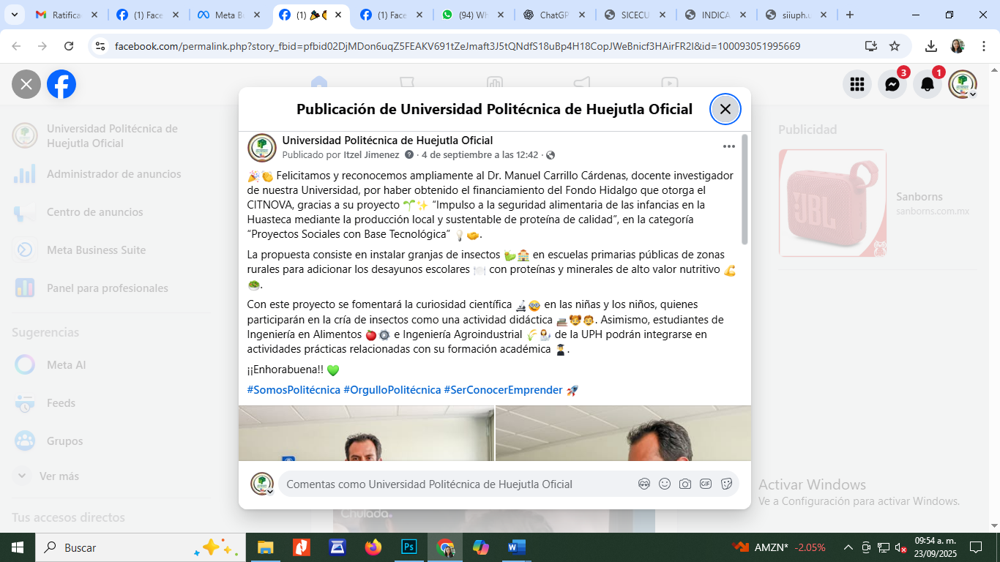 Ratifica
(1) Face
Meta B
(1) 🎉
(1) Face
(94) Wh
ChatGP
SICECU
INDICA
siiuph.u
facebook.com/permalink.php?story_fbid=pfbid02DjMDon6uqZ5FEAKV691tZeJmaft3J5tQNdfS18uBp4H18CopJWeBnicf3HAirFR2l&id=100093051995669
3
1
Universidad Politécnica de
Huejutla Oficial
Administrador de anuncios
Centro de anuncios
Meta Business Suite
Panel para profesionales
Sugerencias
Meta AI
Feeds
Grupos
Ver más
Tus accesos directos
Publicación de Universidad Politécnica de Huejutla Oficial
Universidad Politécnica de Huejutla Oficial
Publicado por Itzel Jimenez · 4 de septiembre a las 12:42 ·
🎉👏 Felicitamos y reconocemos ampliamente al Dr. Manuel Carrillo Cárdenas, docente investigador
de nuestra Universidad, por haber obtenido el financiamiento del Fondo Hidalgo que otorga el
CITNOVA, gracias a su proyecto 🌱✨ “Impulso a la seguridad alimentaria de las infancias en la
Huasteca mediante la producción local y sustentable de proteína de calidad”, en la categoría
“Proyectos Sociales con Base Tecnológica” 💡🤝.
La propuesta consiste en instalar granjas de insectos 🐛🏫 en escuelas primarias públicas de zonas
rurales para adicionar los desayunos escolares 🍽️ con proteínas y minerales de alto valor nutritivo 💪
🥗.
Con este proyecto se fomentará la curiosidad científica 🔬🤓 en las niñas y los niños, quienes
participarán en la cría de insectos como una actividad didáctica 📚👧👦. Asimismo, estudiantes de
Ingeniería en Alimentos 🍎⚙️ e Ingeniería Agroindustrial 🌾👩‍🔬 de la UPH podrán integrarse en
actividades prácticas relacionadas con su formación académica 👨‍🎓.
¡¡Enhorabuena!! 💚
#SomosPolitécnica #OrgulloPolitécnica #SerConocerEmprender 🚀
Comentas como Universidad Politécnica de Huejutla Oficial
GIF
Chulada.
Publicidad
JBL
Sanborns
sanborns.com.mx
Activar Windows
Ve a Configuración para activar Windows.
Buscar
Ps
W
AMZN* -2.05%
09:54 a. m.
23/09/2025